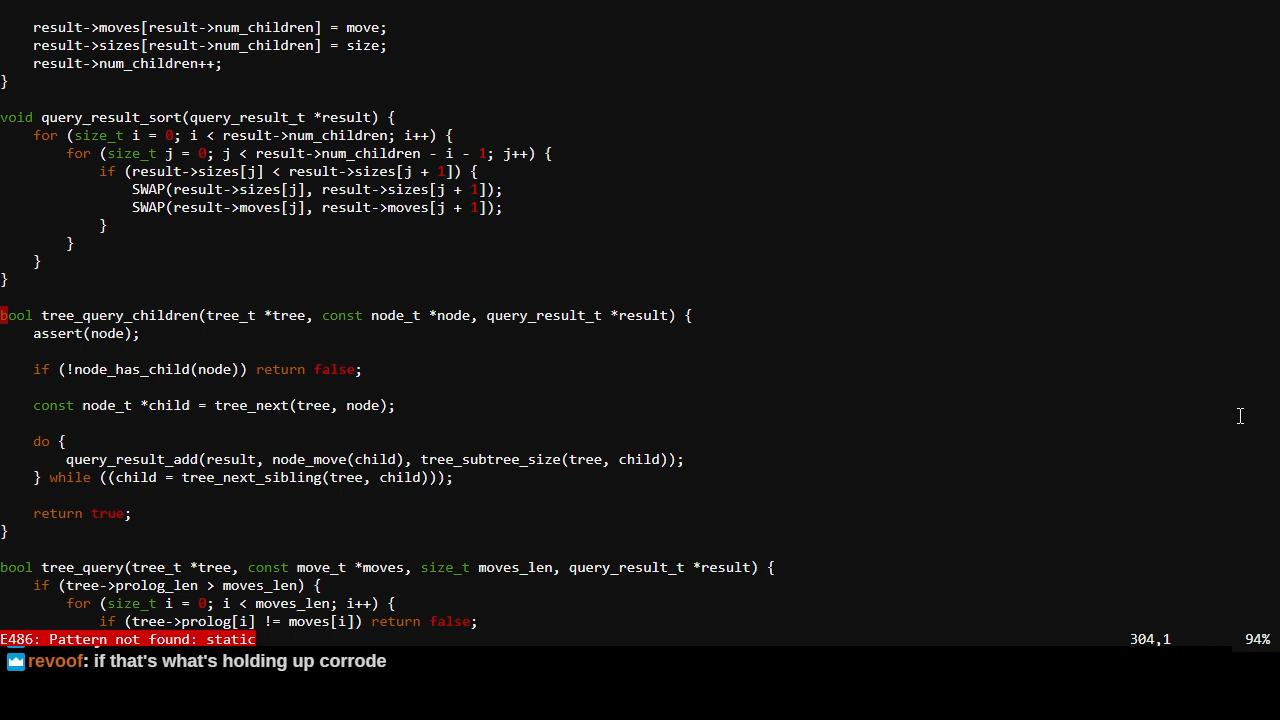 result->moves[result->num_children] = move;
    result->sizes[result->num_children] = size;
    result->num_children++;
}
void query_result_sort(query_result_t *result) {
    for (size_t i = 0; i < result->num_children; i++) {
        for (size_t j = 0; j < result->num_children - i - 1; j++) {
            if (result->sizes[j] < result->sizes[j + 1]) {
                SWAP(result->sizes[j], result->sizes[j + 1]);
                SWAP(result->moves[j], result->moves[j + 1]);
            }
        }
    }
}
bool tree_query_children(tree_t *tree, const node_t *node, query_result_t *result) {
    assert(node);
    if (!node_has_child(node)) return false;
    const node_t *child = tree_next(tree, node);
    do {
        query_result_add(result, node_move(child), tree_subtree_size(tree, child));
    } while ((child = tree_next_sibling(tree, child)));
    return true;
}
bool tree_query(tree_t *tree, const move_t *moves, size_t moves_len, query_result_t *result) {
    if (tree->prolog_len > moves_len) {
        for (size_t i = 0; i < moves_len; i++) {
            if (tree->prolog[i] != moves[i]) return false;
E486: Pattern not found: static 304,1 94%
revoof: if that's what's holding up corrode